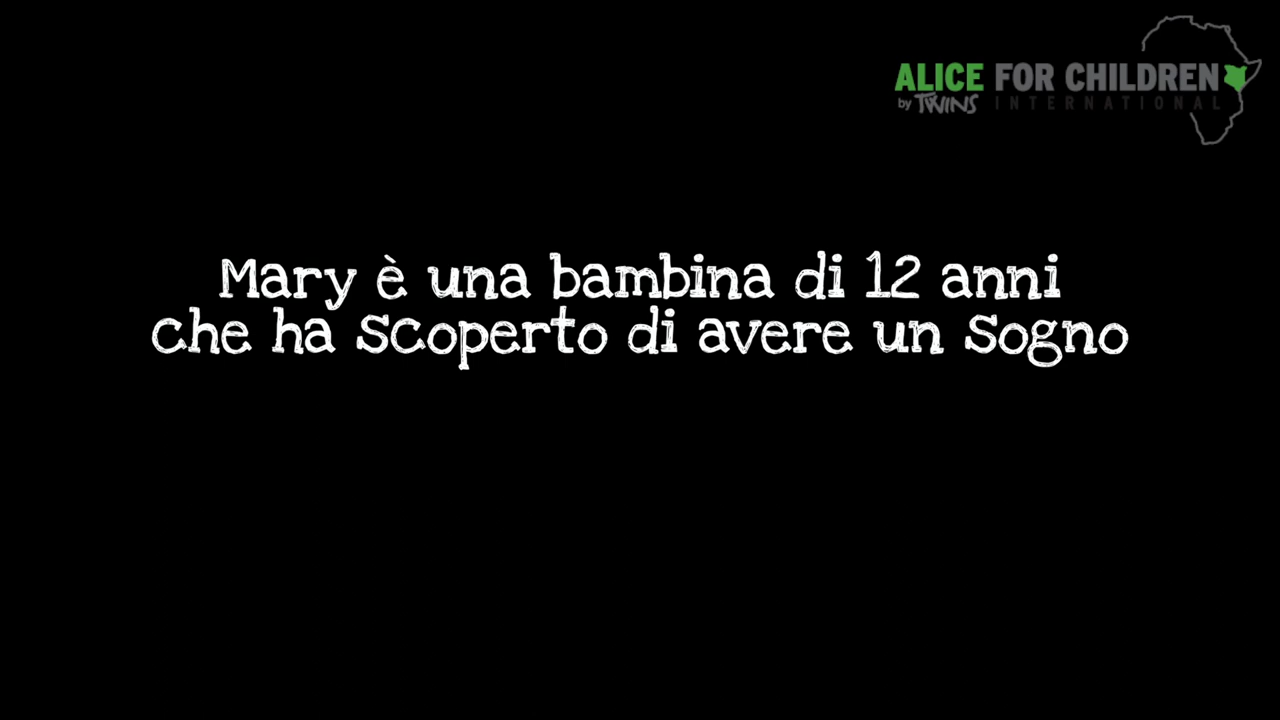 ALICE FOR CHILDREN
by TWINS INTERNATIONAL
Mary è una bambina di 12 anni
che ha scoperto di avere un sogno